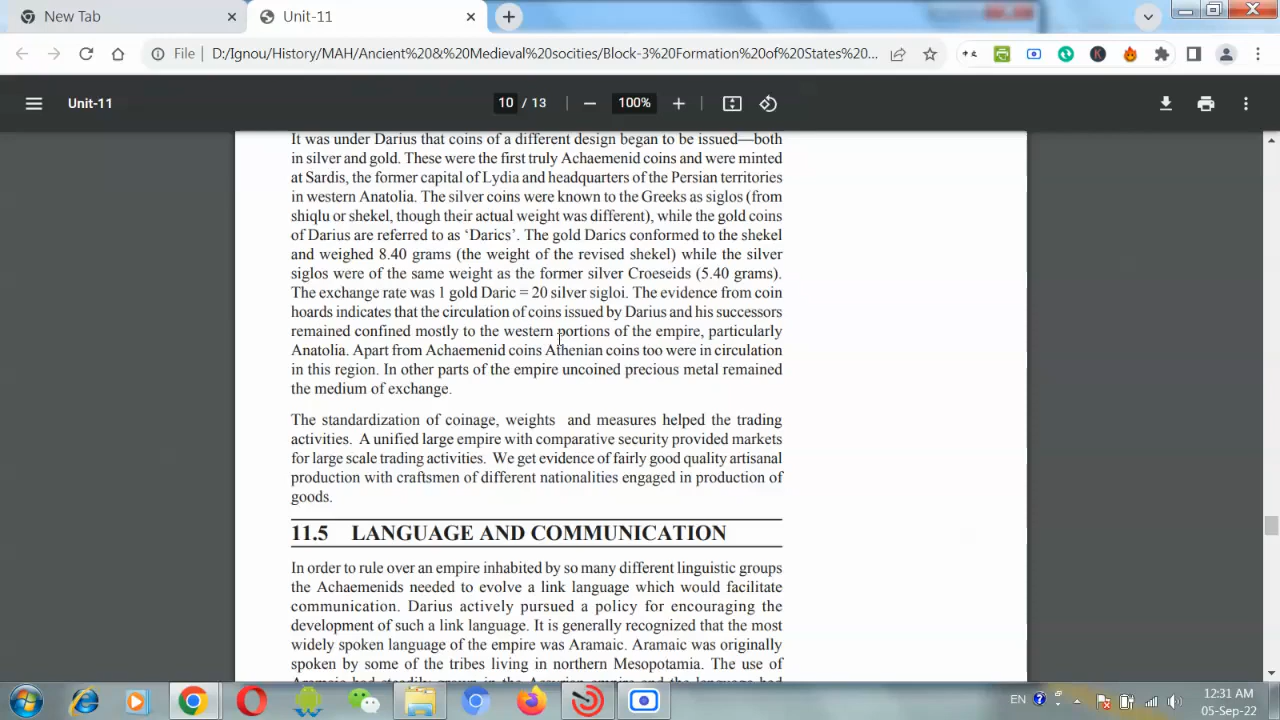 New Tab
Unit-11
File
D:/Ignou/History/MAH/Ancient%20&%20Medieval%20socities/Block-3%20Formation%20of%20States%20...
Unit-11
10 / 13
100%
It was under Darius that coins of a different design began to be issued—both
in silver and gold. These were the first truly Achaemenid coins and were minted
at Sardis, the former capital of Lydia and headquarters of the Persian territories
in western Anatolia. The silver coins were known to the Greeks as siglos (from
shiqlu or shekel, though their actual weight was different), while the gold coins
of Darius are referred to as ‘Darics’. The gold Darics conformed to the shekel
and weighed 8.40 grams (the weight of the revised shekel) while the silver
siglos were of the same weight as the former silver Croeseids (5.40 grams).
The exchange rate was 1 gold Daric = 20 silver sigloi. The evidence from coin
hoards indicates that the circulation of coins issued by Darius and his successors
remained confined mostly to the western portions of the empire, particularly
Anatolia. Apart from Achaemenid coins Athenian coins too were in circulation
in this region. In other parts of the empire uncoined precious metal remained
the medium of exchange.
The standardization of coinage, weights and measures helped the trading
activities. A unified large empire with comparative security provided markets
for large scale trading activities. We get evidence of fairly good quality artisanal
production with craftsmen of different nationalities engaged in production of
goods.
11.5 LANGUAGE AND COMMUNICATION
In order to rule over an empire inhabited by so many different linguistic groups
the Achaemenids needed to evolve a link language which would facilitate
communication. Darius actively pursued a policy for encouraging the
development of such a link language. It is generally recognized that the most
widely spoken language of the empire was Aramaic. Aramaic was originally
spoken by some of the tribes living in northern Mesopotamia. The use of
Aramaic had steadily grown in the Assyrian empire and the language had
EN
12:31 AM
05-Sep-22